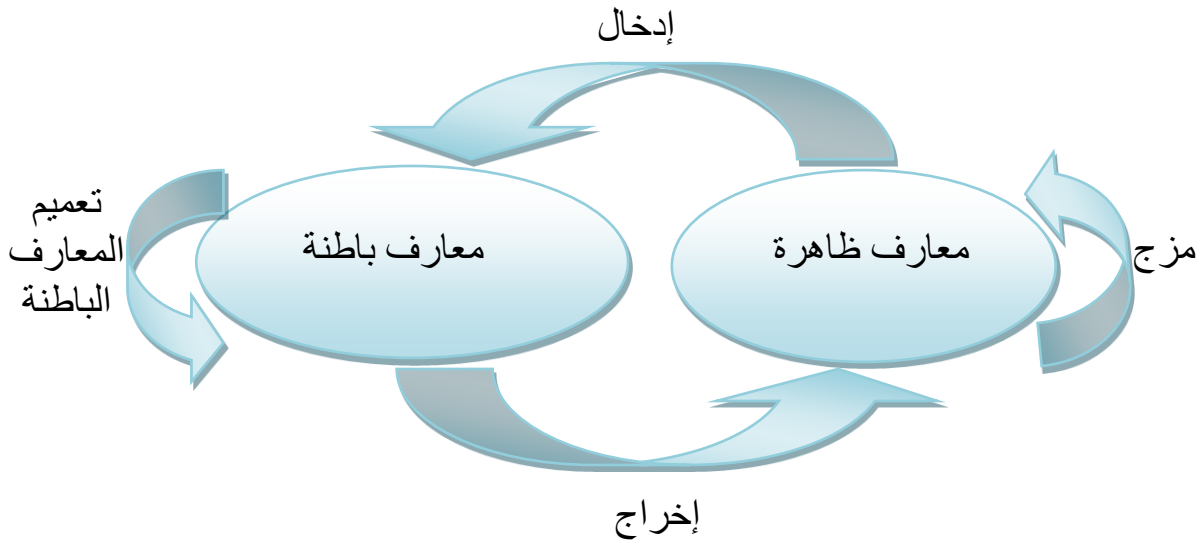 إدخال
معارف ظاهرة
معارف باطنة
مزج
تعميم
المعارف
الباطنة
إخراج